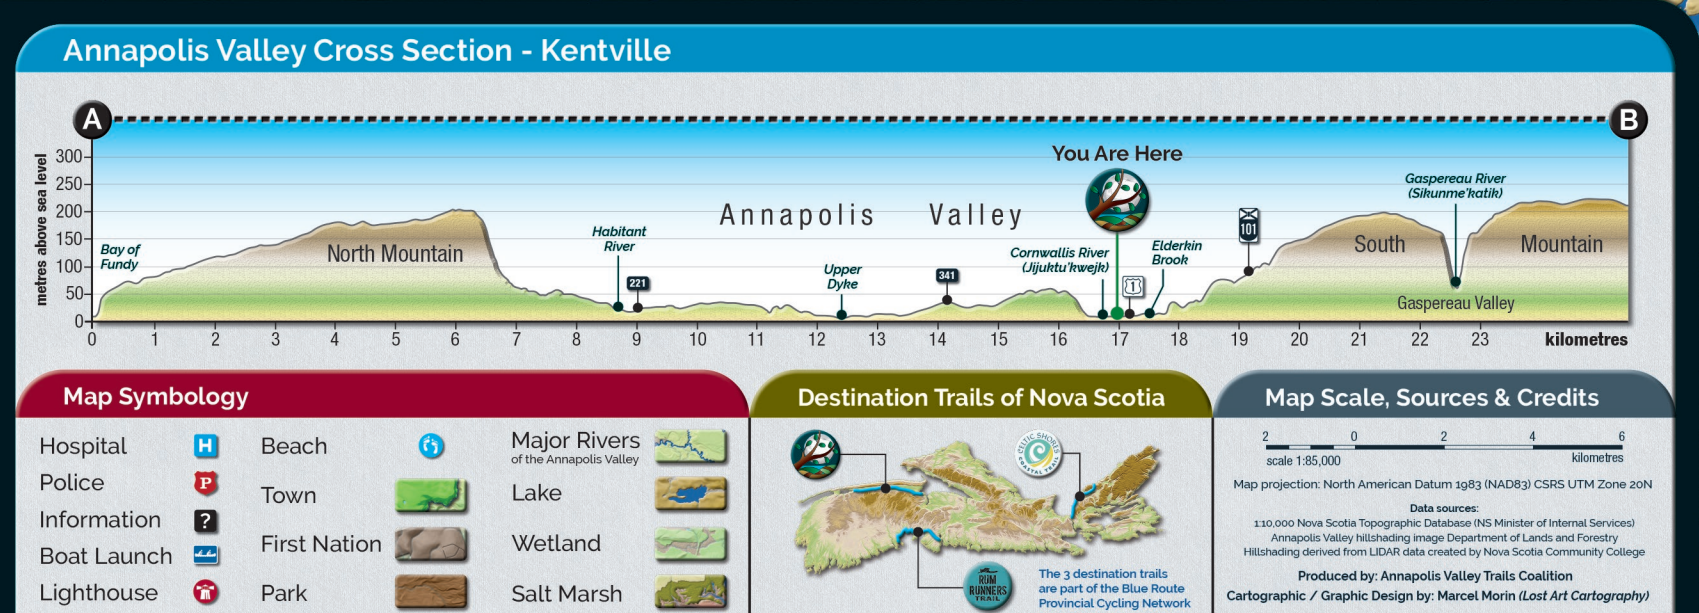 Annapolis Valley Cross Section - Kentville
A
B
metres above sea level
300
250
200
150
100
50
0
Bay of
Fundy
North Mountain
Habitant
River
221
Annapolis Valley
Upper
Dyke
341
You Are Here
Cornwallis River
(Jijuktu'kwejk)
1
Elderkin
Brook
101
South
Gaspereau River
(Sikunme'katik)
Mountain
Gaspereau Valley
0 1 2 3 4 5 6 7 8 9 10 11 12 13 14 15 16 17 18 19 20 21 22 23 kilometres
Map Symbology
Hospital
H
Police
P
Information
?
Boat Launch
Lighthouse
Beach
Town
First Nation
Park
Major Rivers
of the Annapolis Valley
Lake
Wetland
Salt Marsh
Destination Trails of Nova Scotia
CELTIC SHORES
COASTAL TRAIL
RUM
RUNNERS
TRAIL
The 3 destination trails
are part of the Blue Route
Provincial Cycling Network
Map Scale, Sources & Credits
2 0 2 4 6
scale 1:85,000
kilometres
Map projection: North American Datum 1983 (NAD83) CSRS UTM Zone 20N
Data sources:
1:10,000 Nova Scotia Topographic Database (NS Minister of Internal Services)
Annapolis Valley hillshading image Department of Lands and Forestry
Hillshading derived from LIDAR data created by Nova Scotia Community College
Produced by: Annapolis Valley Trails Coalition
Cartographic / Graphic Design by: Marcel Morin (Lost Art Cartography)